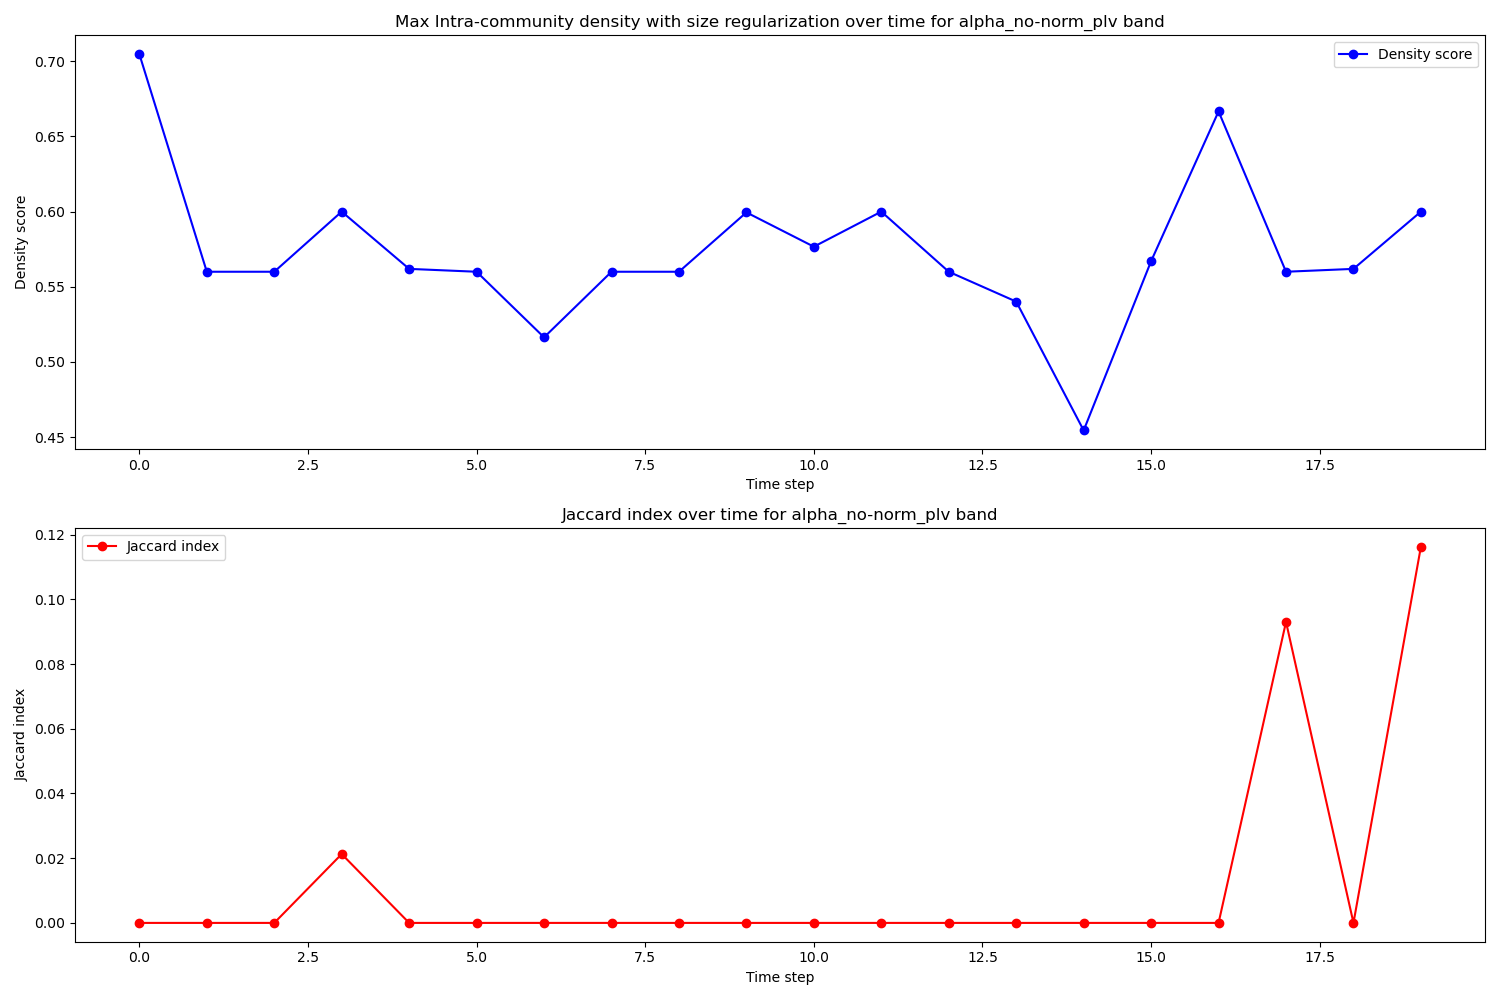 Max Intra-community density with size regularization over time for alpha_no-norm_plv band
Density score
0.70
0.65
0.60
0.55
0.50
0.45
Density score
0.0 2.5 5.0 7.5 10.0 12.5 15.0 17.5
Time step
Jaccard index over time for alpha_no-norm_plv band
Jaccard index
0.12
0.10
0.08
0.06
0.04
0.02
0.00
Jaccard index
0.0 2.5 5.0 7.5 10.0 12.5 15.0 17.5
Time step